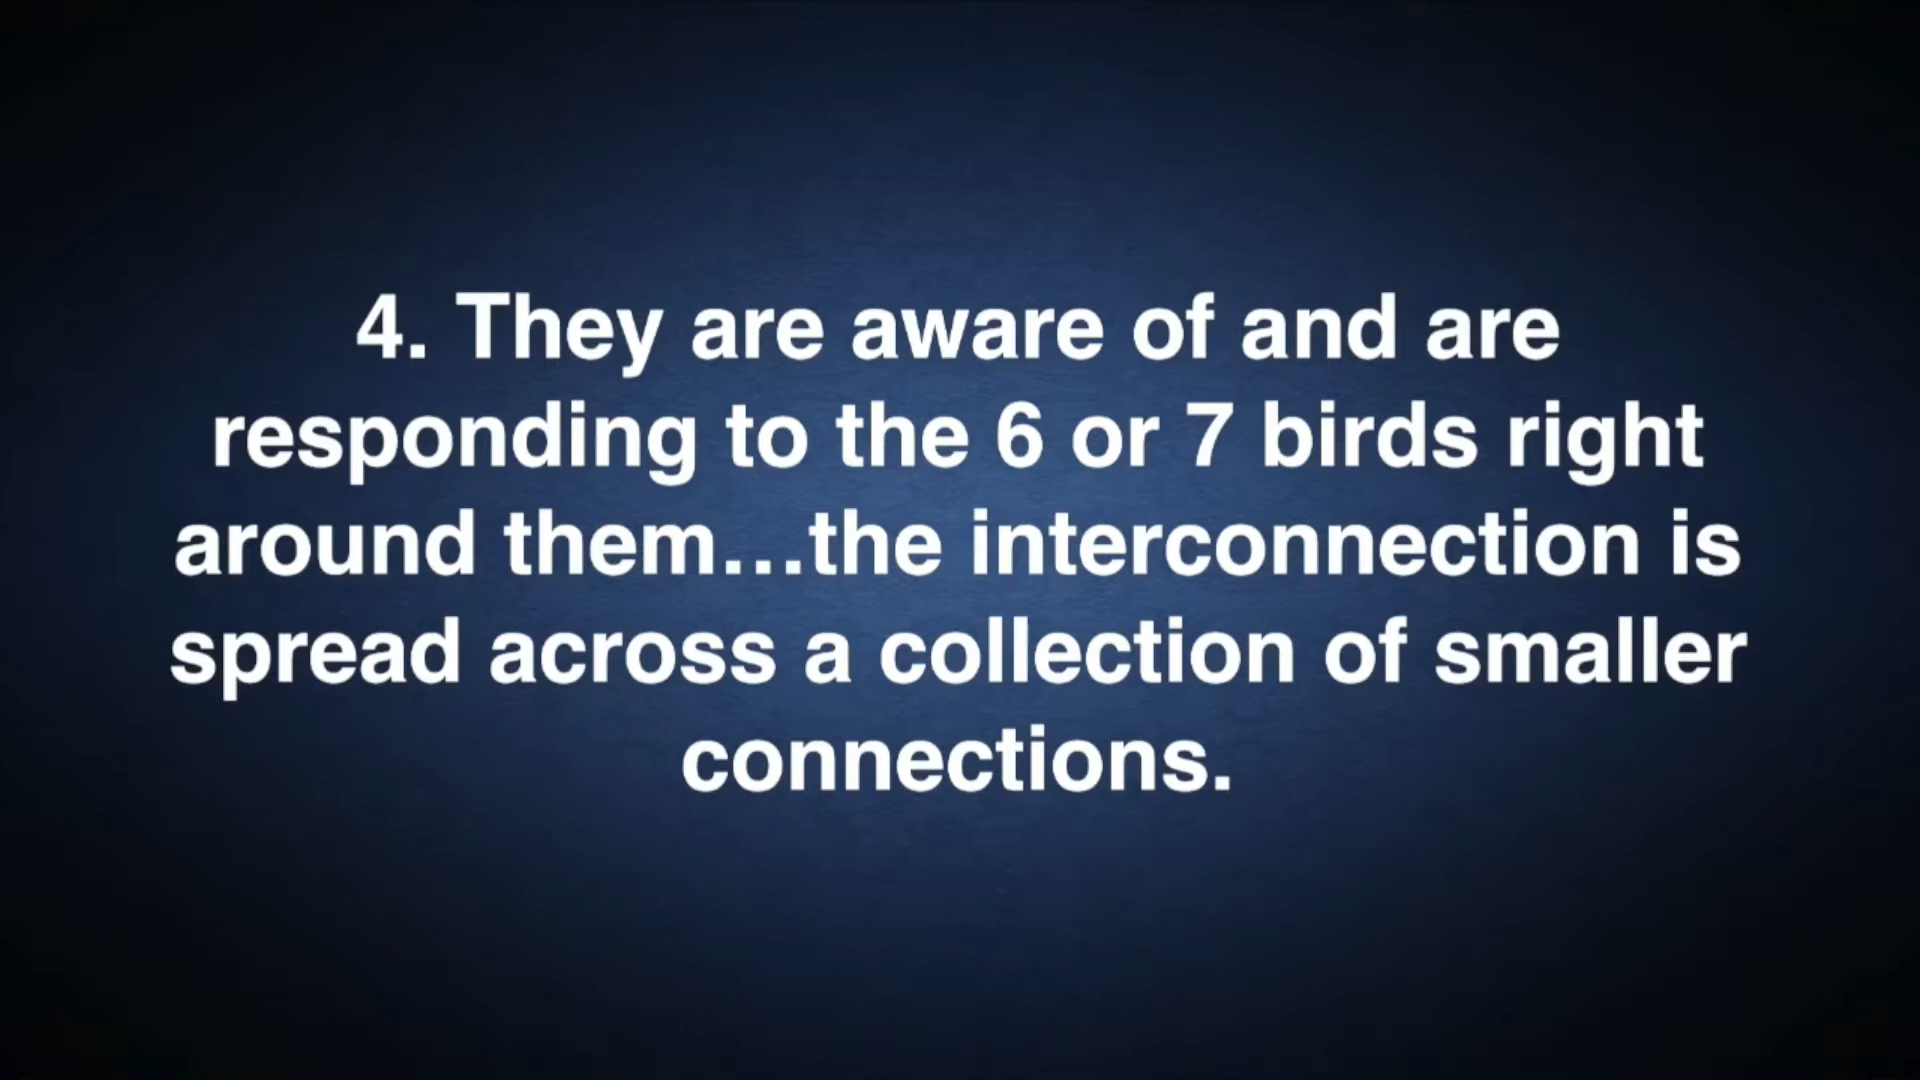 4. They are aware of and are
responding to the 6 or 7 birds right
around them...the interconnection is
spread across a collection of smaller
connections.